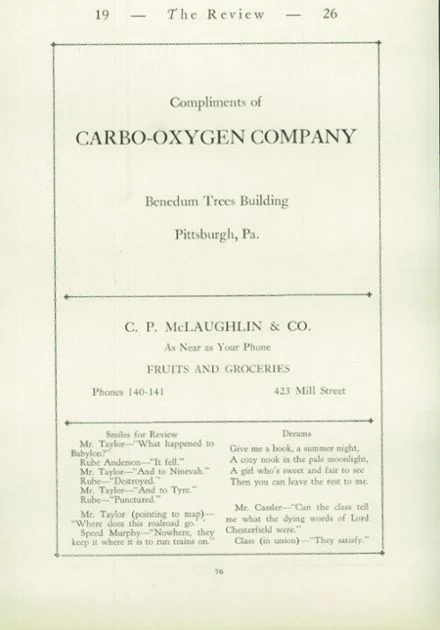 19 — The Review — 26
Compliments of
CARBO-OXYGEN COMPANY
Benedum Trees Building
Pittsburgh, Pa.
C. P. McLAUGHLIN & CO.
As Near as Your Phone
FRUITS AND GROCERIES
Phones 140-141 423 Mill Street
Smiles for Review
Mr. Taylor—"What happened to
Babylon?"
Rube Anderson—"It fell."
Mr. Taylor—"And to Ninevah."
Rube—"Destroyed."
Mr. Taylor—"And to Tyre."
Rube—"Punctured."
Mr. Taylor (pointing to map)—
"Where does this roalroad go."
Speed Murphy—"Nowhere, they
keep it where it is to run trains on."
Dreams
Give me a book, a summer night,
A cosy nook in the pale moonlight,
A girl who's sweet and fair to see
Then you can leave the rest to me.
Mr. Cassler—"Can the class tell
me what the dying words of Lord
Chesterfield were."
Class (in union)—"They satisfy."
76